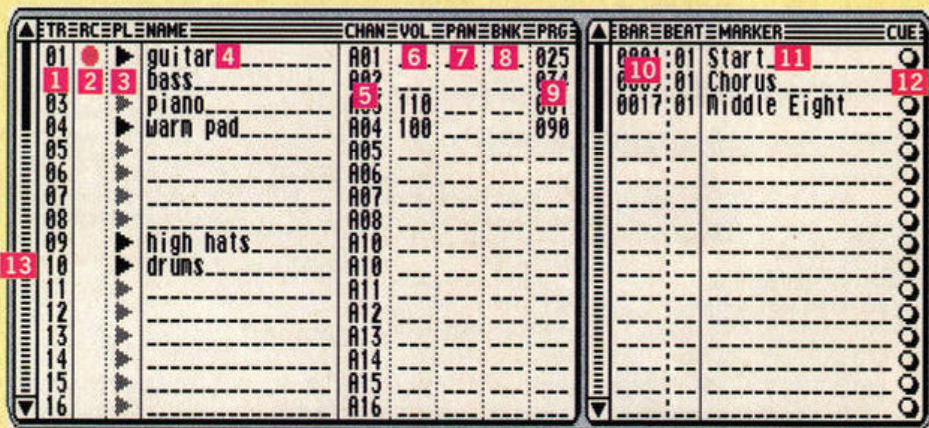 TR RC PL NAME CHAN VOL PAN BNK PRG
01 guitar 4 A01 6 7 8 025
1 2 3 bass
03 piano 5 110 9
04 warm pad A04 100 090
05 A05
06 A06
07 A07
08 A08
09 high hats A10
13 10 drums A10
11 A11
12 A12
13 A13
14 A14
15 A15
16 A16
BAR BEAT MARKER CUE
:01 Start 11
10 :01 Chorus 12
0017:01 Middle Eight